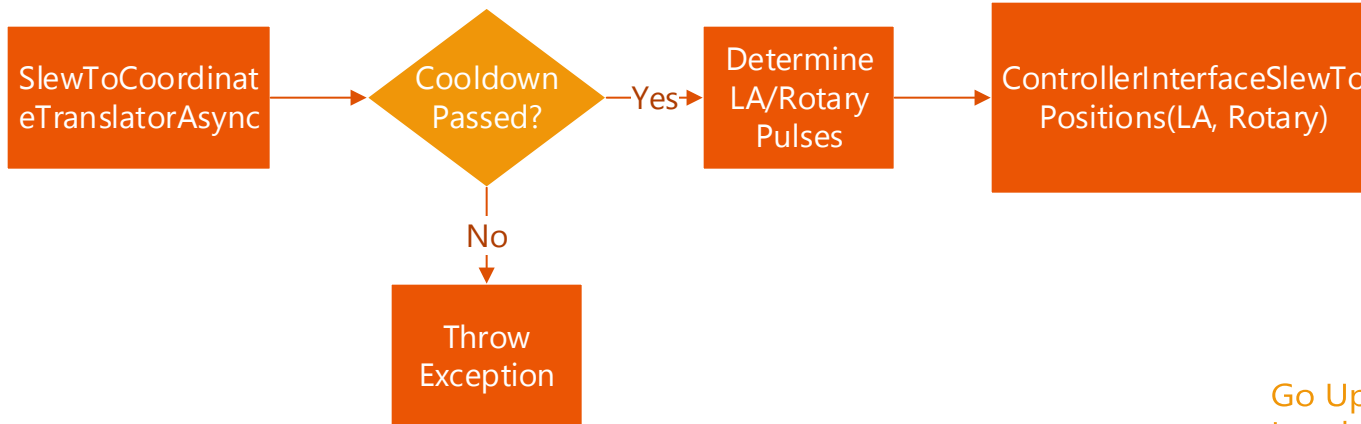 SlewToCoordinat
eTranslatorAsync
Cooldown
Passed?
Yes
Determine
LA/Rotary
Pulses
ControllerInterfaceSlewTo
Positions(LA, Rotary)
No
Throw
Exception
Go Up